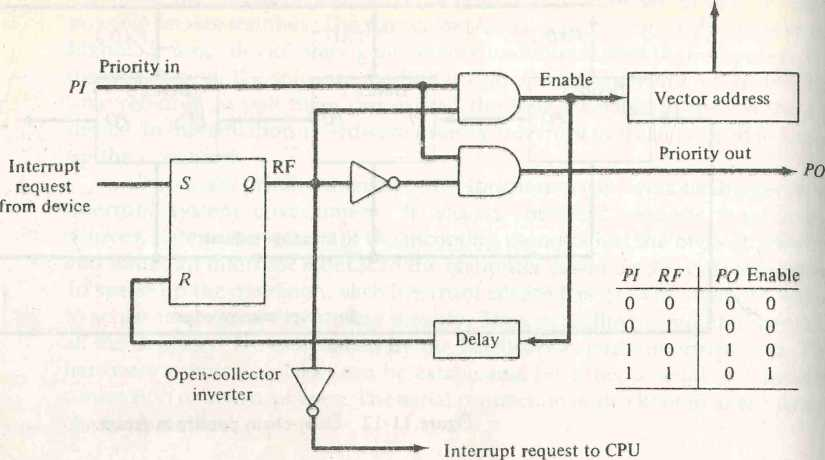 Priority in
PI
Enable
Vector address
Priority out
PO
Interrupt
request
from device
S
Q
RF
R
Delay
Open-collector
inverter
Interrupt request to CPU
PI RF PO Enable
0 0 0 0
0 1 0 0
1 0 1 0
1 1 0 1